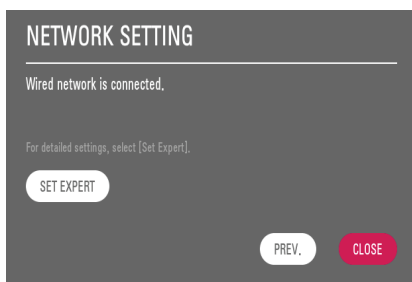 NETWORK SETTING
Wired network is connected.
For detailed settings, select [Set Expert].
SET EXPERT
PREV.
CLOSE